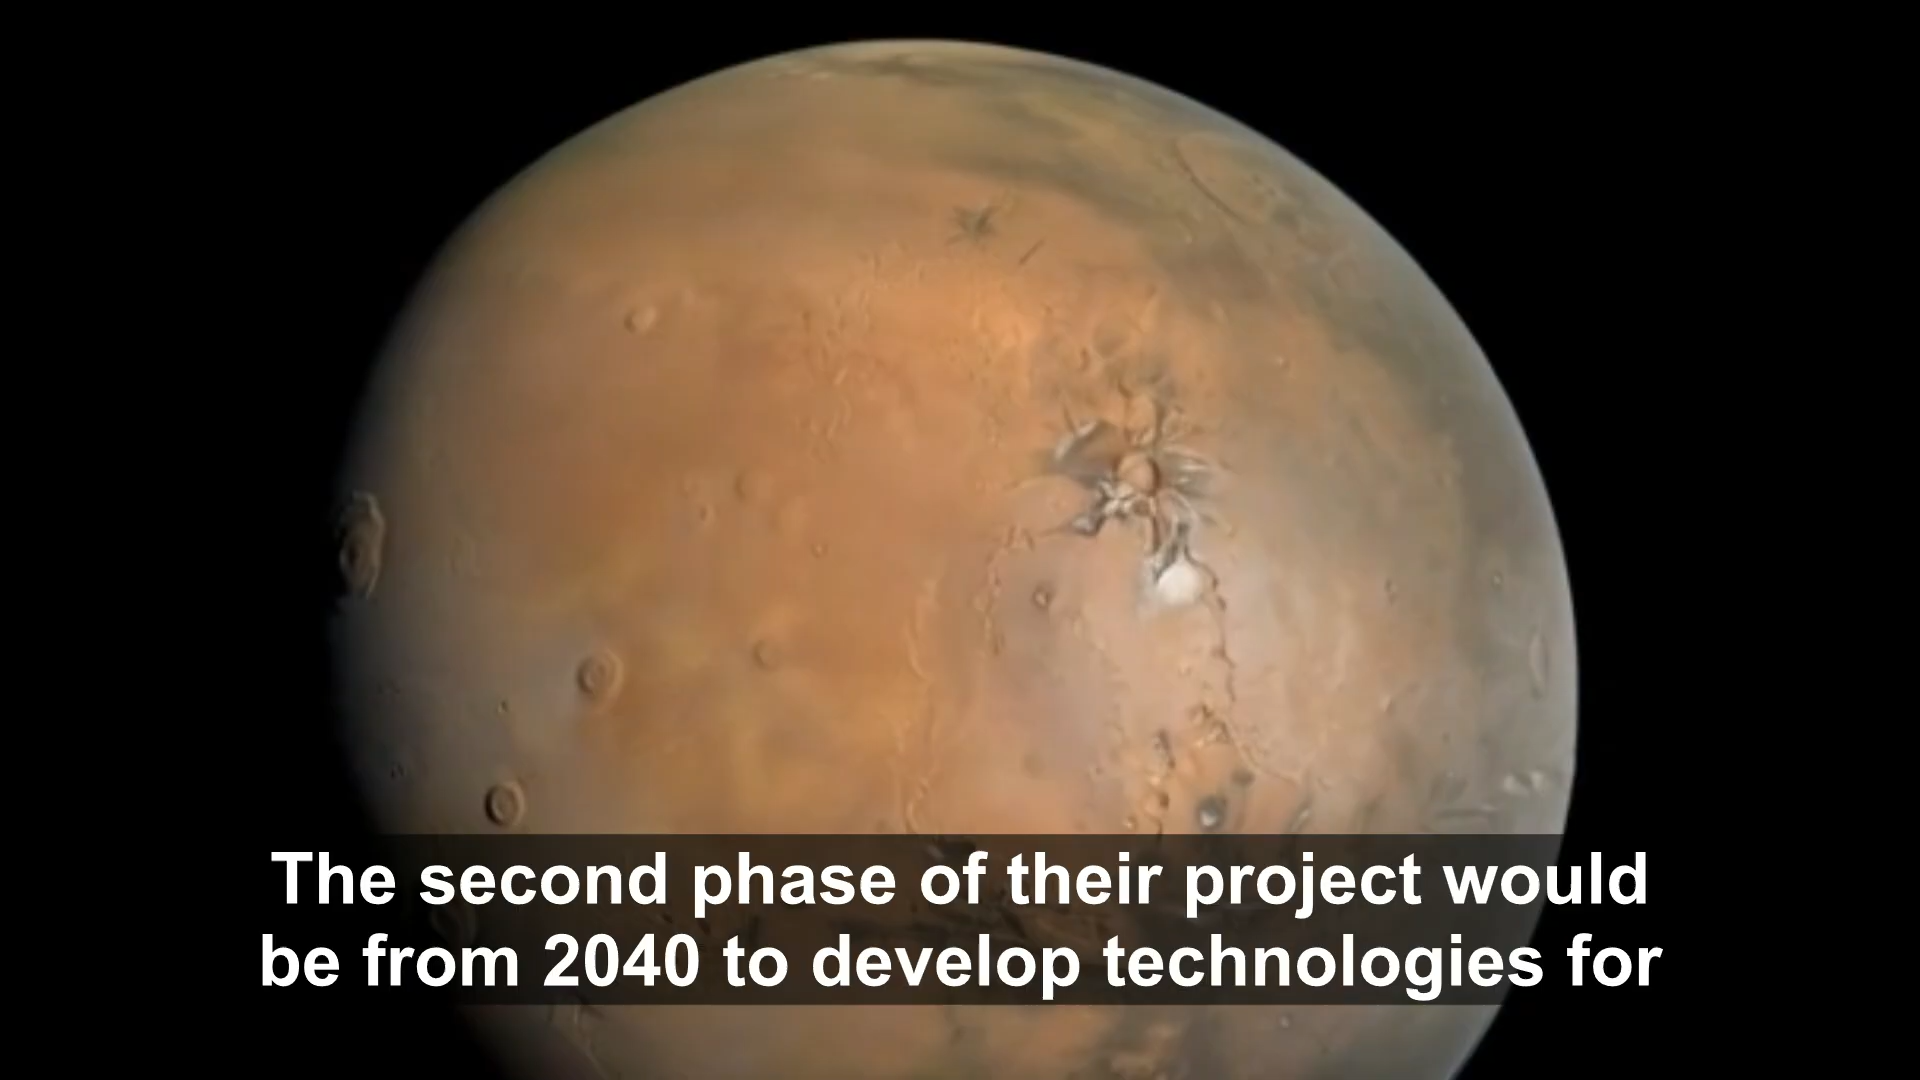 The second phase of their project would
be from 2040 to develop technologies for